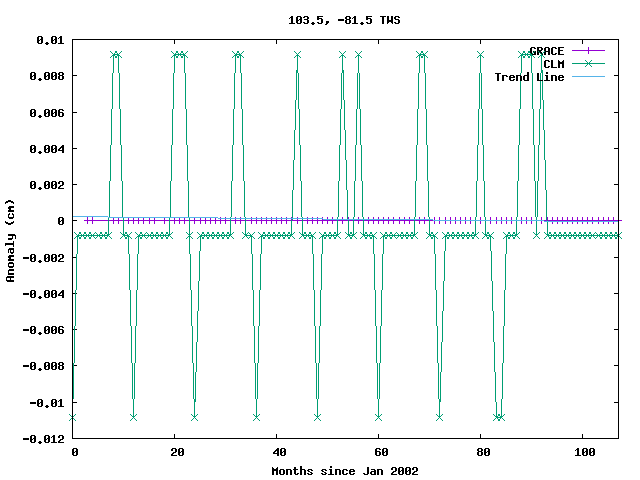 103.5, -81.5 TWS
GRACE
CLM
Trend Line
0.01
0.008
0.006
0.004
0.002
0
-0.002
-0.004
-0.006
-0.008
-0.01
-0.012
Anomaly (cm)
0 20 40 60 80 100
Months since Jan 2002